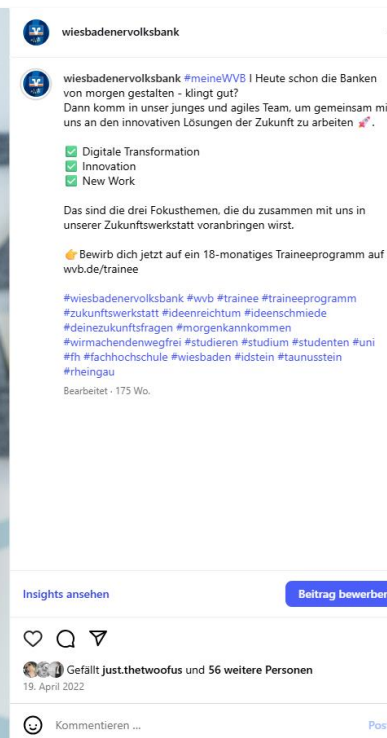 wiesbadenervolksbank
wiesbadenervolksbank #meineWVB I Heute schon die Banken
von morgen gestalten - klingt gut?
Dann komm in unser junges und agiles Team, um gemeinsam mi
uns an den innovativen Lösungen der Zukunft zu arbeiten 🚀.
✅ Digitale Transformation
✅ Innovation
✅ New Work
Das sind die drei Fokusthemen, die du zusammen mit uns in
unserer Zukunftswerkstatt voranbringen wirst.
👉Bewirb dich jetzt auf ein 18-monatiges Traineeprogramm auf
wvb.de/trainee
#wiesbadenervolksbank #wvb #trainee #traineeprogramm
#zukunftswerkstatt #ideenreichtum #ideenschmiede
#deinezukunftsfragen #morgenkannkommen
#wirmachendenwegfrei #studieren #studium #studenten #uni
#fh #fachhochschule #wiesbaden #idstein #taunusstein
#rheingau
Bearbeitet · 175 Wo.
Insights ansehen
Beitrag bewerben
Gefällt just.thetwoofus und 56 weitere Personen
19. April 2022
Kommentieren ...
Pos